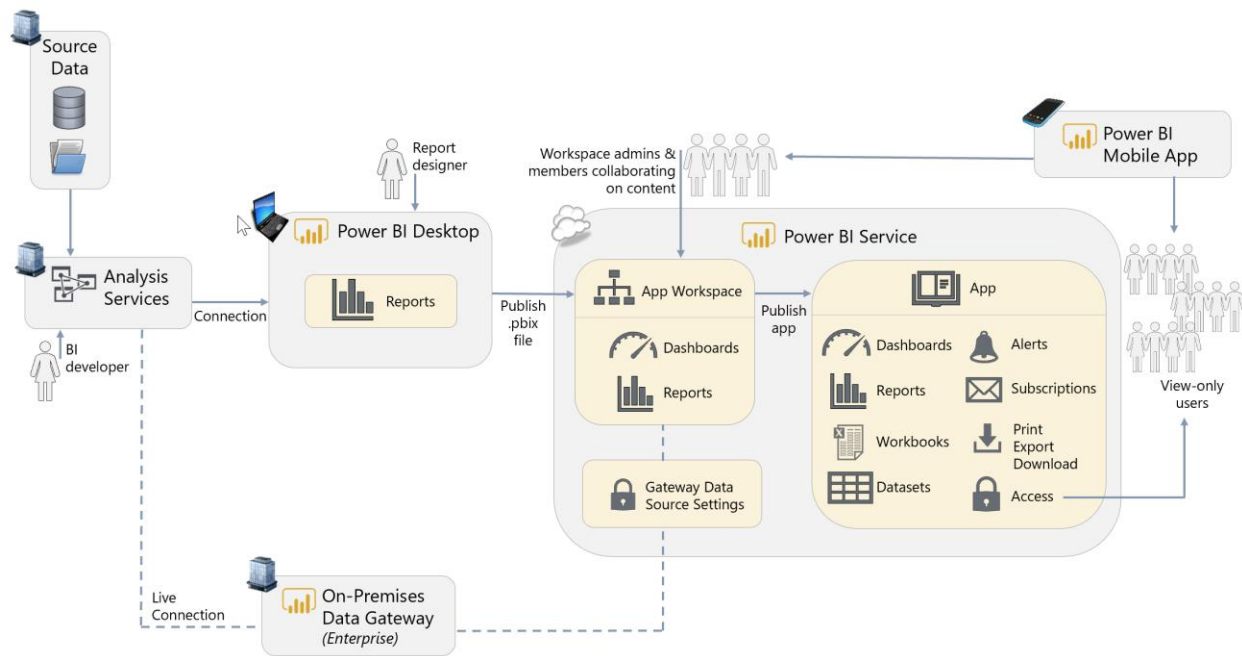 Source
Data
Analysis
Services
BI
developer
Connection
Report
designer
Power BI Desktop
Reports
Publish
.pbix
file
Workspace admins &
members collaborating
on content
Power BI Service
App Workspace
Dashboards
Reports
Gateway Data
Source Settings
Publish
app
App
Dashboards
Reports
Workbooks
Datasets
Alerts
Subscriptions
Print
Export
Download
Access
Power BI
Mobile App
View-only
users
Live
Connection
On-Premises
Data Gateway
(Enterprise)